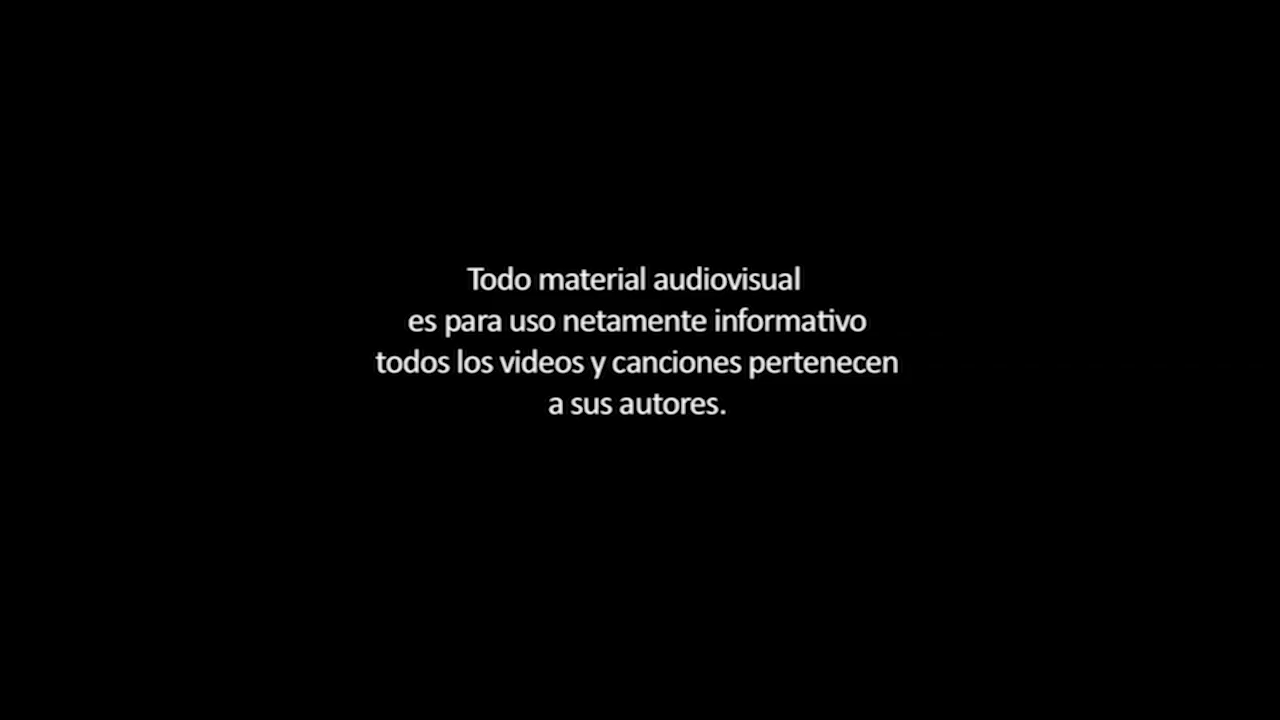 Todo material audiovisual
es para uso netamente informativo
todos los videos y canciones pertenecen
a sus autores.